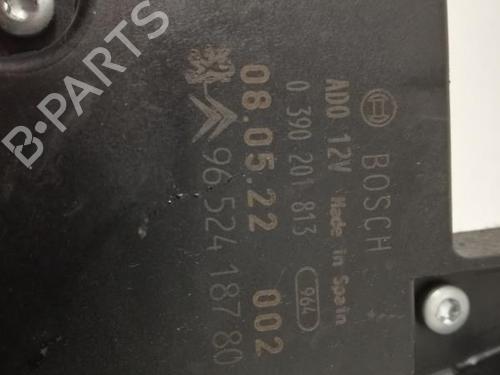 BOSCH
AD0 12V Made in Spain
0 390 201 813 964
08.05.22 002
96 524 187 80
B-PARTS